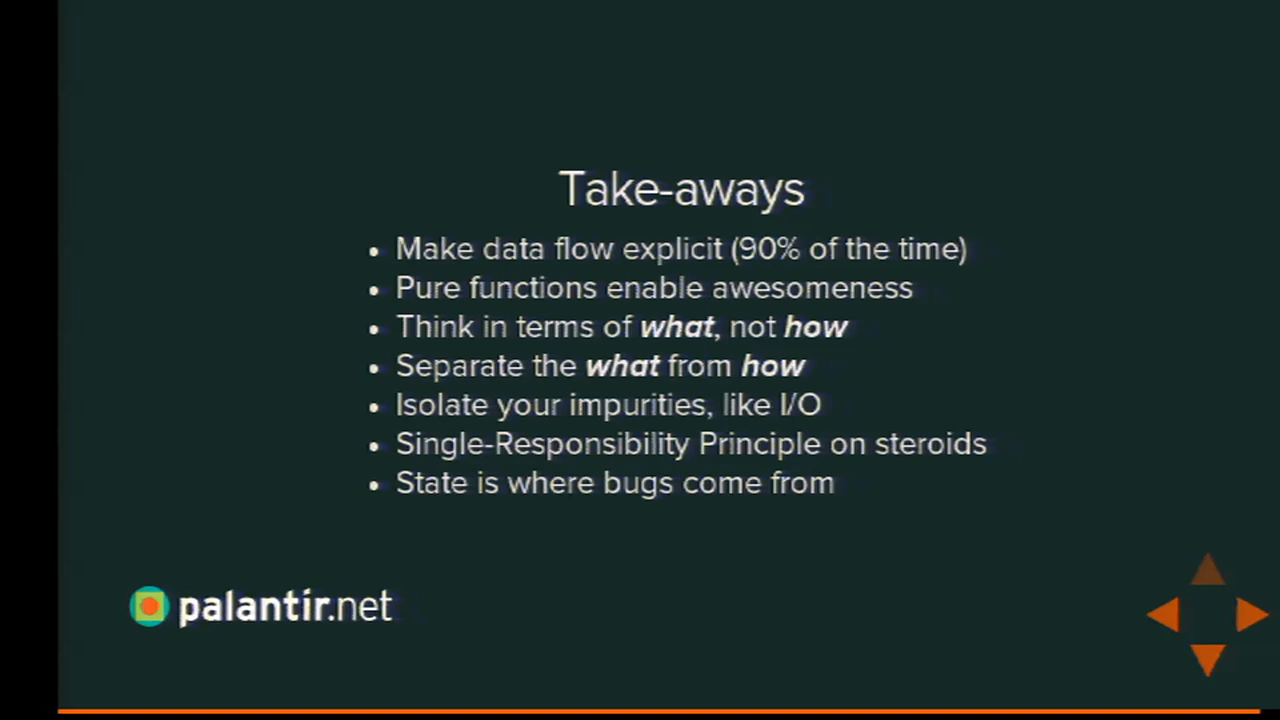 Take-aways
Make data flow explicit (90% of the time)
Pure functions enable awesomeness
Think in terms of what, not how
Separate the what from how
Isolate your impurities, like I/O
Single-Responsibility Principle on steroids
State is where bugs come from
palantir.net